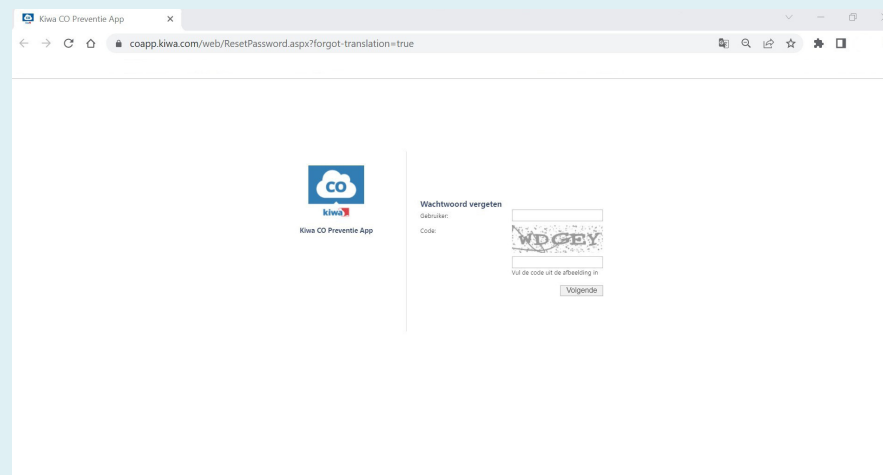 Kiwa CO Preventie App
coapp.kiwa.com/web/ResetPassword.aspx?forgot-translation=true
CO
kiwa
Kiwa CO Preventie App
Wachtwoord vergeten
Gebruiker:
Code:
WDGEY
Vul de code uit de afbeelding in
Volgende